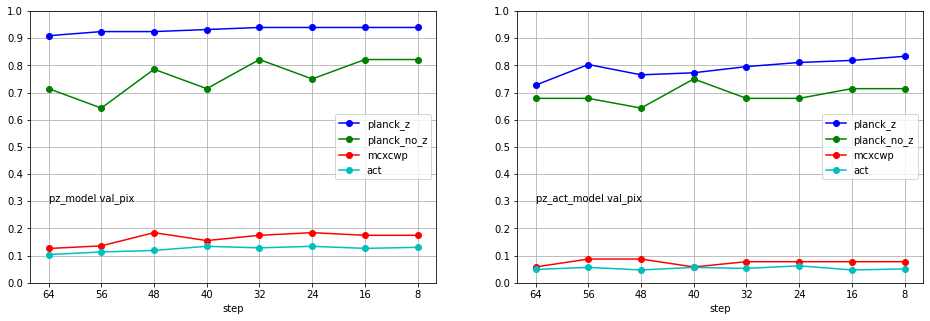 1.0
0.9
0.8
0.7
0.6
0.5
0.4
0.3
0.2
0.1
0.0
planck_z
planck_no_z
mcxcwp
act
pz_model val_pix
64 56 48 40 32 24 16 8
step
1.0
0.9
0.8
0.7
0.6
0.5
0.4
0.3
0.2
0.1
0.0
planck_z
planck_no_z
mcxcwp
act
pz_act_model val_pix
64 56 48 40 32 24 16 8
step